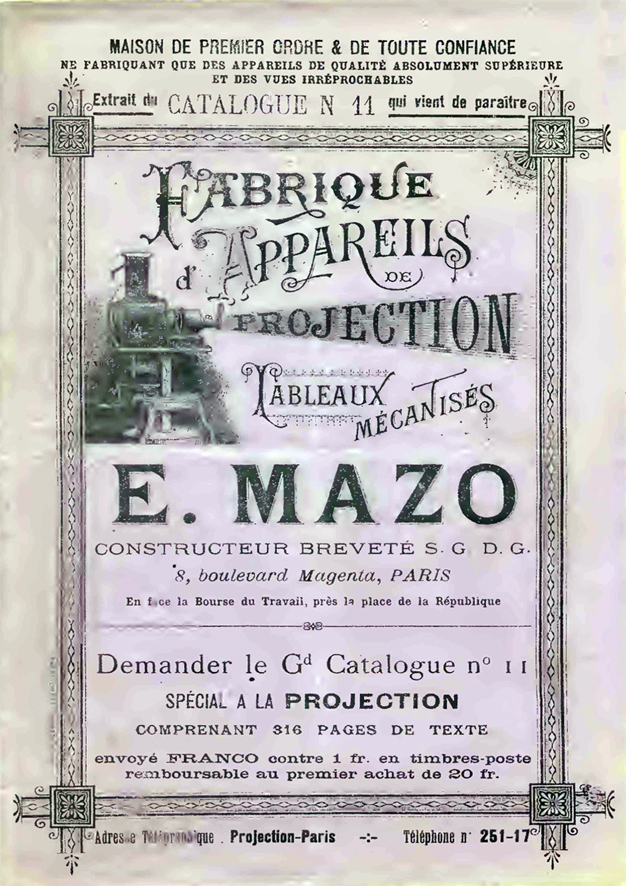 MAISON DE PREMIER ORDRE & DE TOUTE CONFIANCE
NE FABRIQUANT QUE DES APPAREILS DE QUALITÉ ABSOLUMENT SUPÉRIEURE
ET DES VUES IRRÉPROCHABLES
Extrait du CATALOGUE N 11 qui vient de paraître
FABRIQUE
d'APPAREILS
DE
PROJECTION
TABLEAUX
MÉCANISÉS
E. MAZO
CONSTRUCTEUR BREVETÉ S. G. D. G.
8, boulevard Magenta, PARIS
En face la Bourse du Travail, près la place de la République
Demander le Gd Catalogue no 11
SPÉCIAL A LA PROJECTION
COMPRENANT 316 PAGES DE TEXTE
envoyé FRANCO contre 1 fr. en timbres-poste
remboursable au premier achat de 20 fr.
Adresse Télégraphique . Projection-Paris -:- Téléphone n° 251-17